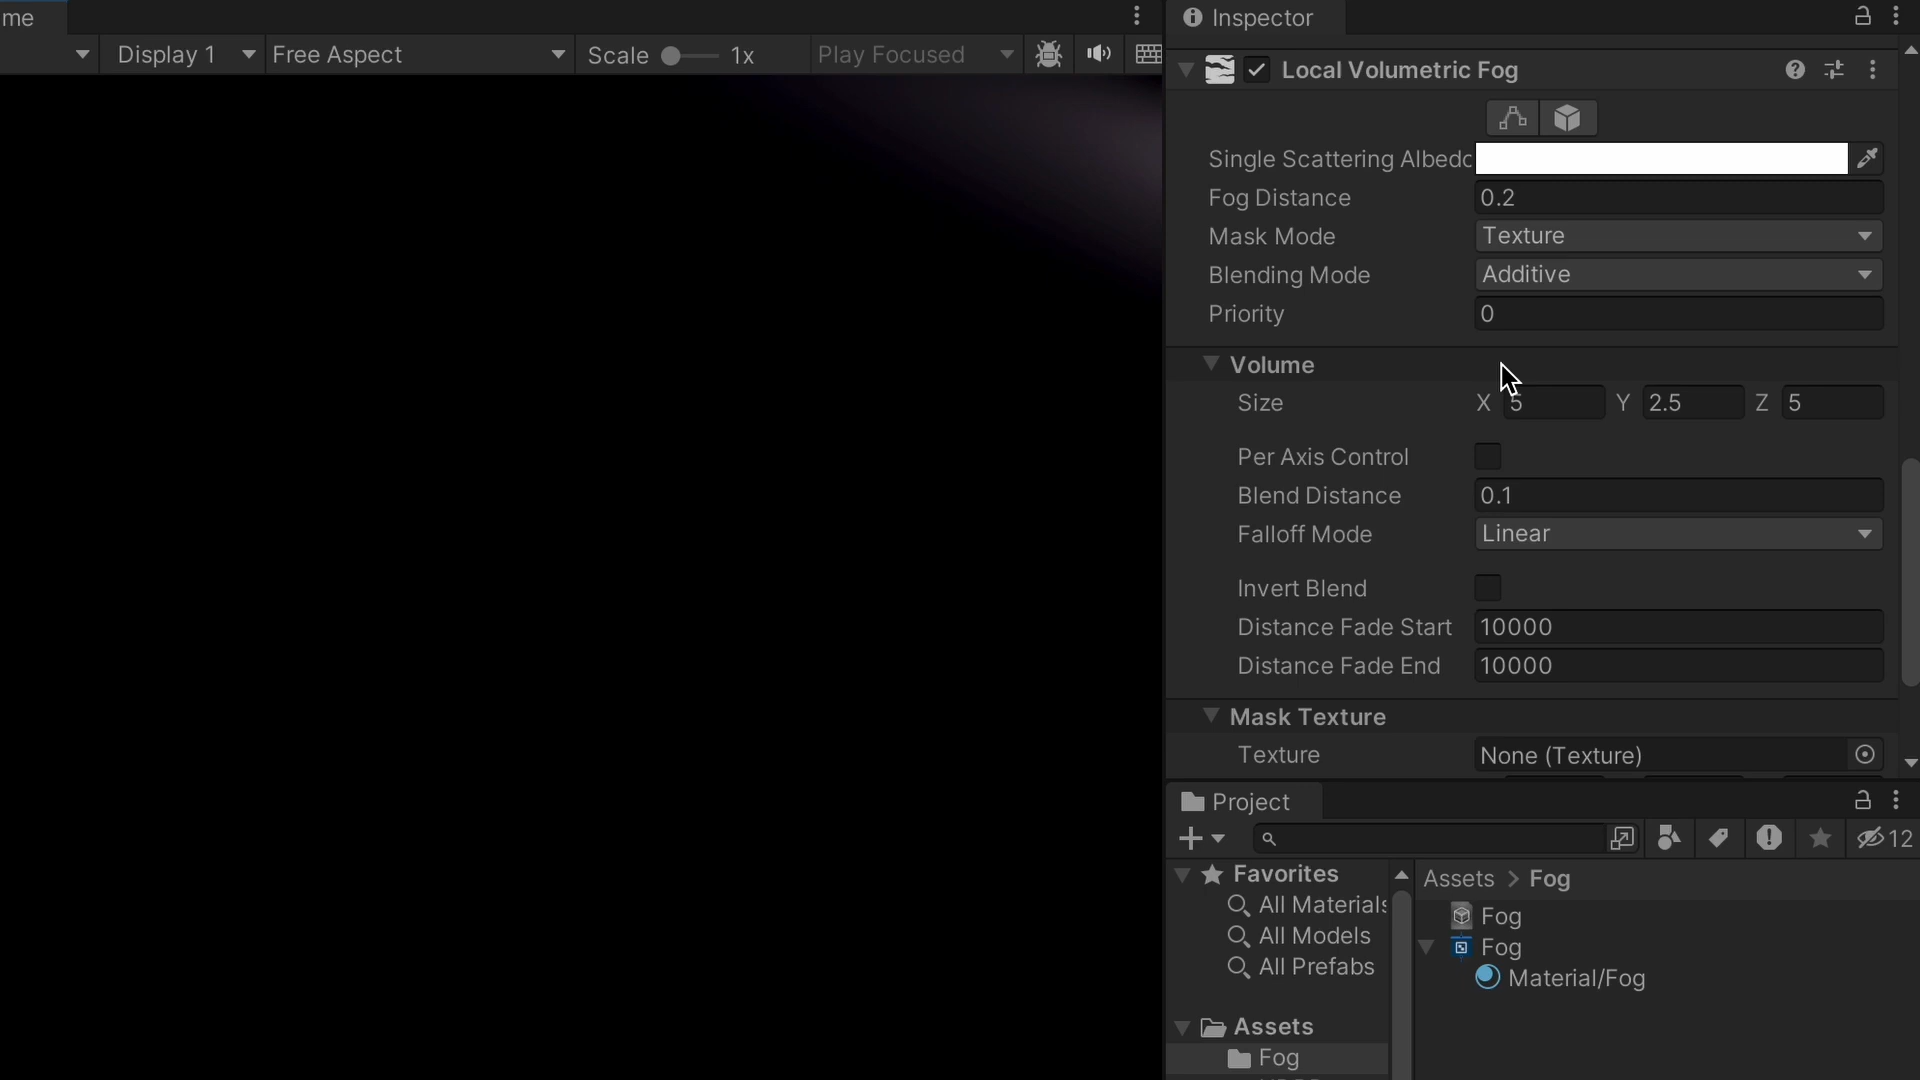 me
Inspector
Display 1
Free Aspect
Scale
1x
Play Focused
Local Volumetric Fog
Single Scattering Albedo
Fog Distance
0.2
Mask Mode
Texture
Blending Mode
Additive
Priority
0
Volume
Size
X 5 Y 2.5 Z 5
Per Axis Control
Blend Distance
0.1
Falloff Mode
Linear
Invert Blend
Distance Fade Start
10000
Distance Fade End
10000
Mask Texture
Texture
None (Texture)
Project
12
Favorites
All Materials
All Models
All Prefabs
Assets
Fog
Assets > Fog
Fog
Fog
Material/Fog